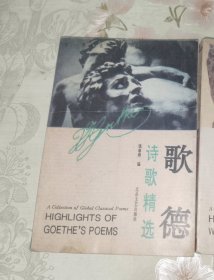 歌德
诗歌精选
A Collection of Global Classical Poems
HIGHLIGHTS OF
GOETHE'S POEMS
H
W